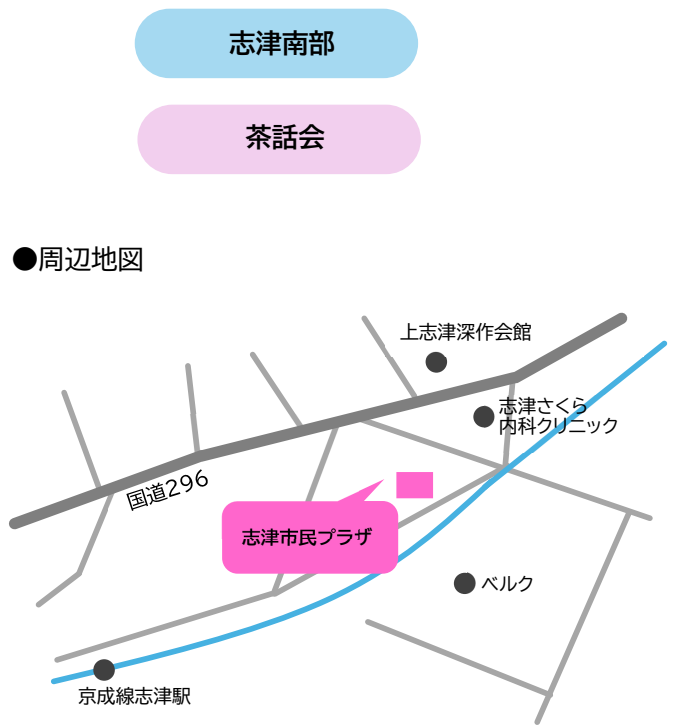 志津南部
茶話会
●周辺地図
上志津深作会館
志津さくら
内科クリニック
国道296
志津市民プラザ
ベルク
京成線志津駅